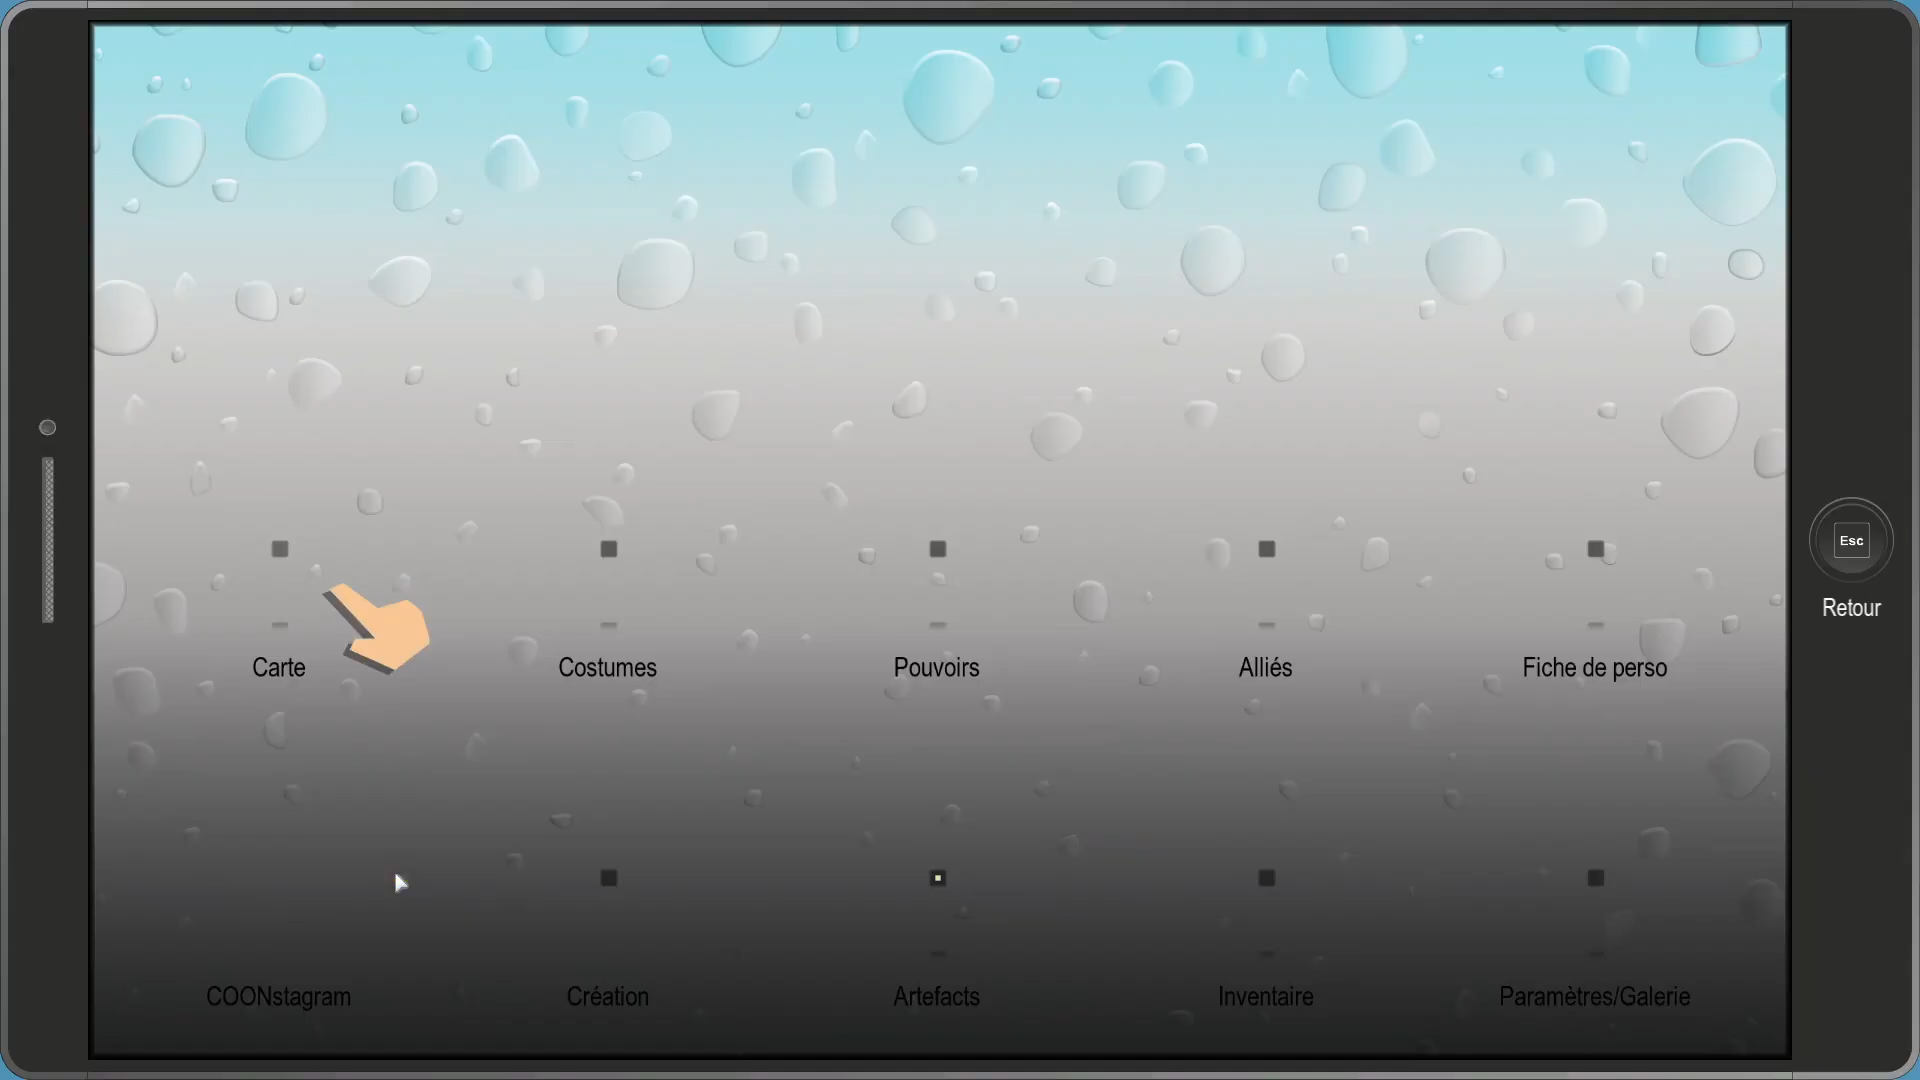 Esc
Retour
Carte
Costumes
Pouvoirs
Alliés
Fiche de perso
COONstagram
Création
Artefacts
Inventaire
Paramètres/Galerie